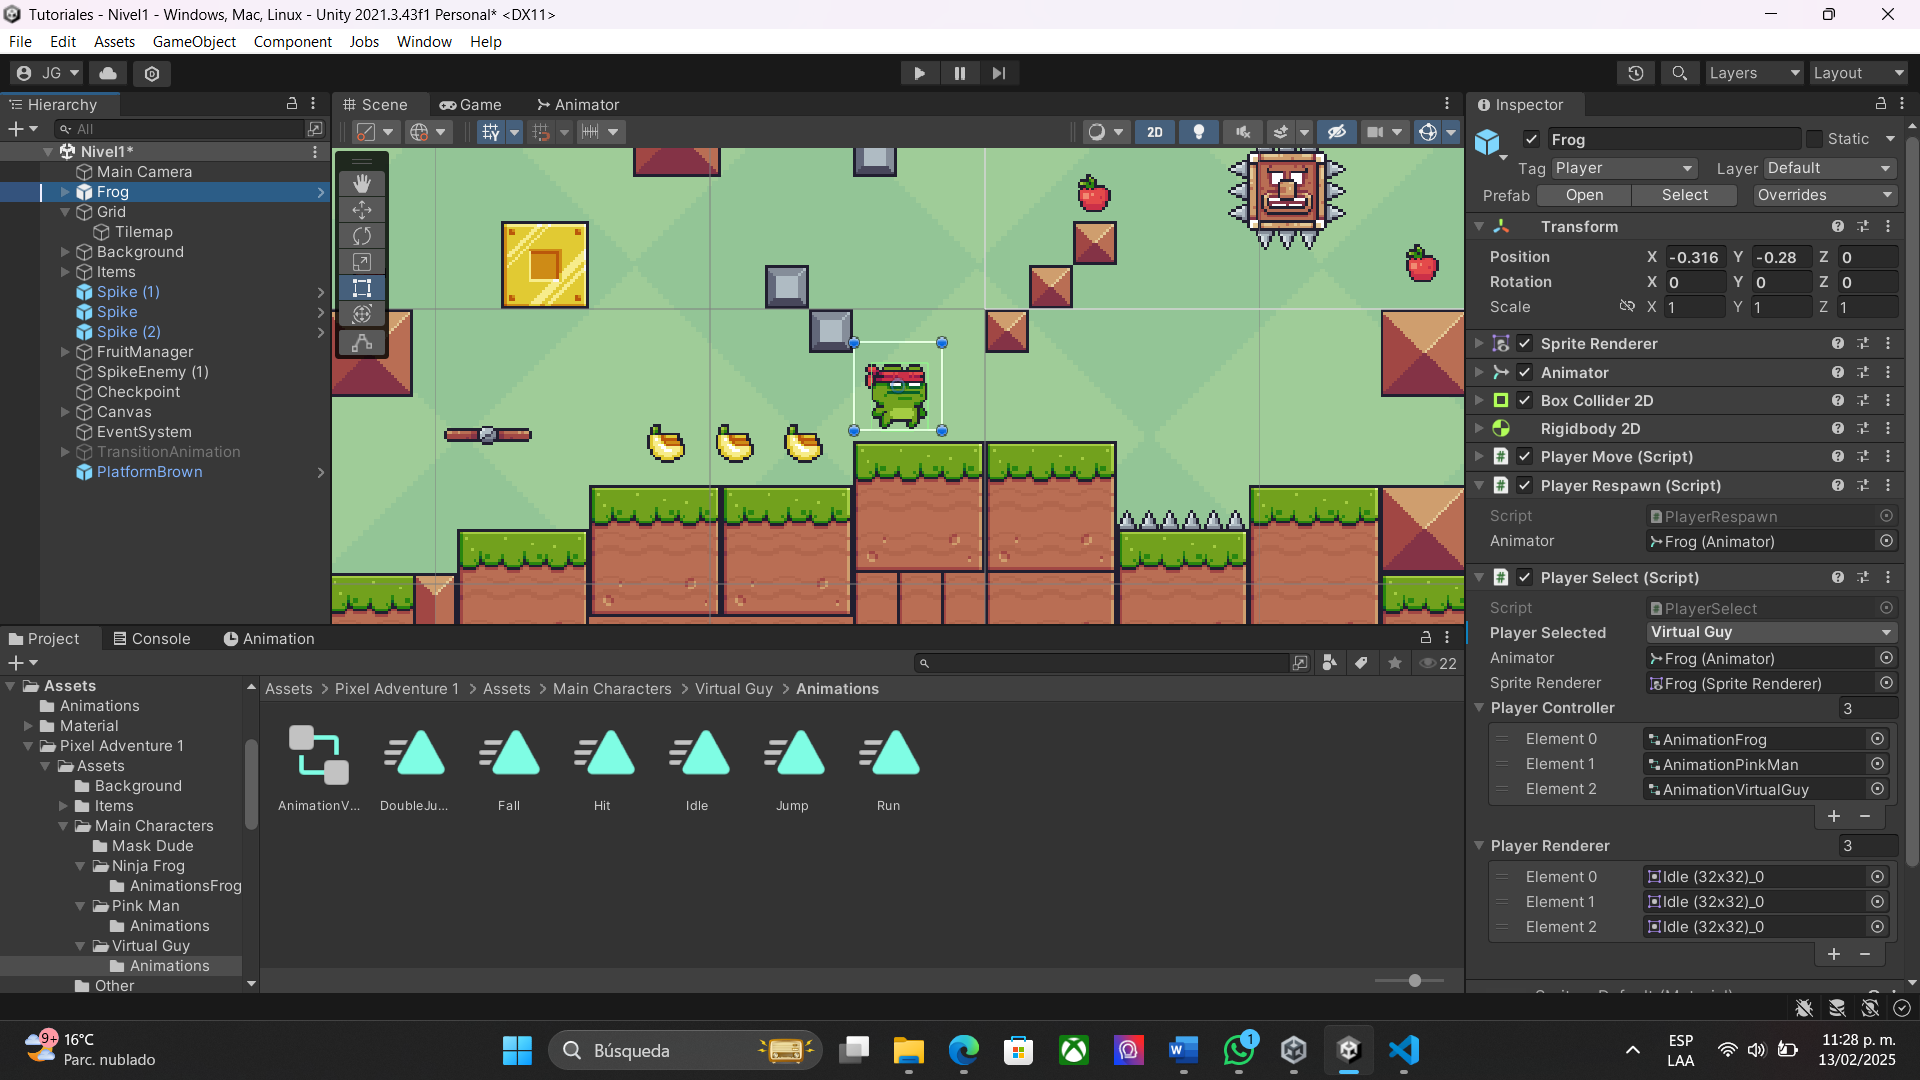 Tutoriales - Nivel1 - Windows, Mac, Linux - Unity 2021.3.43f1 Personal* <DX11>
File Edit Assets GameObject Component Jobs Window Help
JG Layers Layout
Hierarchy
All
Nivel1*
Main Camera
Frog
Grid
Tilemap
Background
Items
Spike (1)
Spike
Spike (2)
FruitManager
SpikeEnemy (1)
Checkpoint
Canvas
EventSystem
TransitionAnimation
PlatformBrown
Scene Game Animator
2D
Inspector
Frog Static
Tag Player Layer Default
Prefab Open Select Overrides
Transform
Position X -0.316 Y -0.28 Z 0
Rotation X 0 Y 0 Z 0
Scale X 1 Y 1 Z 1
Sprite Renderer
Animator
Box Collider 2D
Rigidbody 2D
Player Move (Script)
Player Respawn (Script)
Script PlayerRespawn
Animator Frog (Animator)
Player Select (Script)
Script PlayerSelect
Player Selected Virtual Guy
Animator Frog (Animator)
Sprite Renderer Frog (Sprite Renderer)
Player Controller 3
Element 0 AnimationFrog
Element 1 AnimationPinkMan
Element 2 AnimationVirtualGuy
Player Renderer 3
Element 0 Idle (32x32)_0
Element 1 Idle (32x32)_0
Element 2 Idle (32x32)_0
Project Console Animation
22
Assets
Animations
Material
Pixel Adventure 1
Assets
Background
Items
Main Characters
Mask Dude
Ninja Frog
AnimationsFrog
Pink Man
Animations
Virtual Guy
Animations
Other
Assets > Pixel Adventure 1 > Assets > Main Characters > Virtual Guy > Animations
AnimationV... DoubleJu... Fall Hit Idle Jump Run
9+ 16°C
Parc. nublado
Búsqueda
1
ESP
LAA
11:28 p. m.
13/02/2025